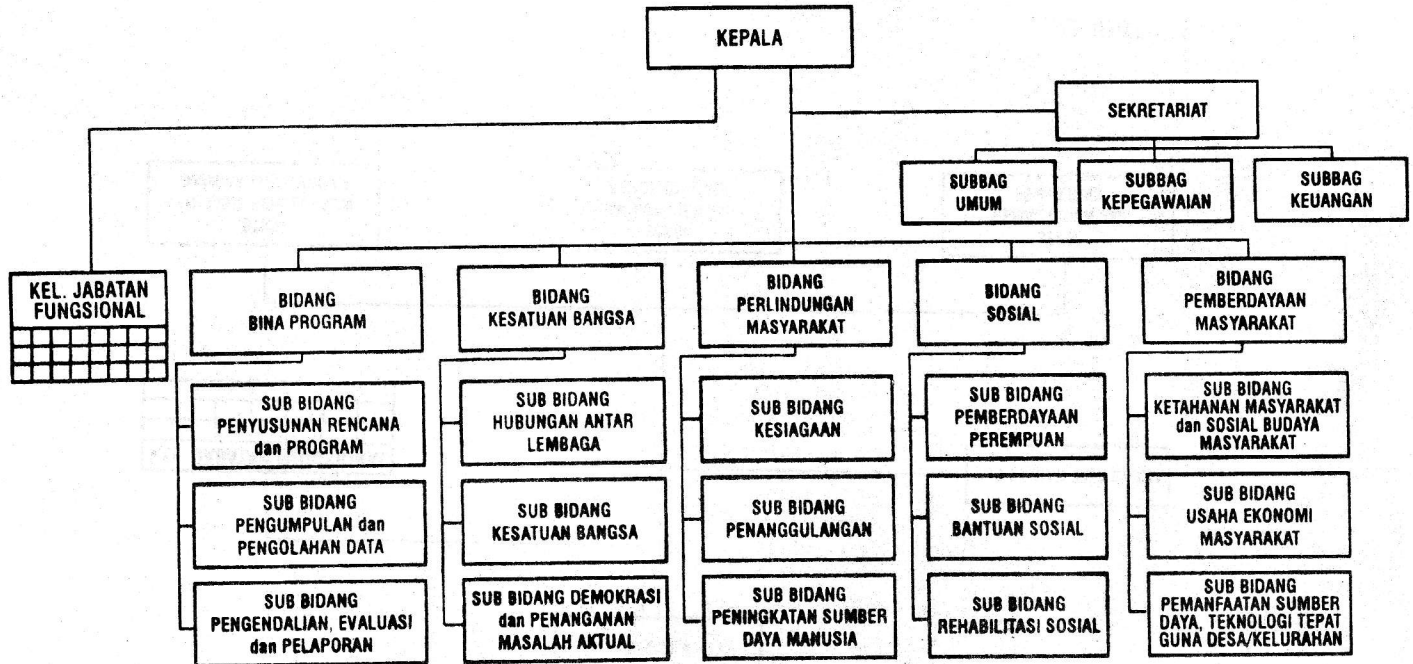 KEPALA
SEKRETARIAT
SUBBAG
UMUM
SUBBAG
KEPEGAWAIAN
SUBBAG
KEUANGAN
KEL. JABATAN
FUNGSIONAL
BIDANG
BINA PROGRAM
BIDANG
KESATUAN BANGSA
BIDANG
PERLINDUNGAN
MASYARAKAT
BIDANG
SOSIAL
BIDANG
PEMBERDAYAAN
MASYARAKAT
SUB BIDANG
PENYUSUNAN RENCANA
dan PROGRAM
SUB BIDANG
PENGUMPULAN dan
PENGOLAHAN DATA
SUB BIDANG
PENGENDALIAN, EVALUASI
dan PELAPORAN
SUB BIDANG
HUBUNGAN ANTAR
LEMBAGA
SUB BIDANG
KESATUAN BANGSA
SUB BIDANG DEMOKRASI
dan PENANGANAN
MASALAH AKTUAL
SUB BIDANG
KESIAGAAN
SUB BIDANG
PENANGGULANGAN
SUB BIDANG
PENINGKATAN SUMBER
DAYA MANUSIA
SUB BIDANG
PEMBERDAYAAN
PEREMPUAN
SUB BIDANG
BANTUAN SOSIAL
SUB BIDANG
REHABILITASI SOSIAL
SUB BIDANG
KETAHANAN MASYARAKAT
dan SOSIAL BUDAYA
MASYARAKAT
SUB BIDANG
USAHA EKONOMI
MASYARAKAT
SUB BIDANG
PEMANFAATAN SUMBER
DAYA, TEKNOLOGI TEPAT
GUNA DESA/KELURAHAN